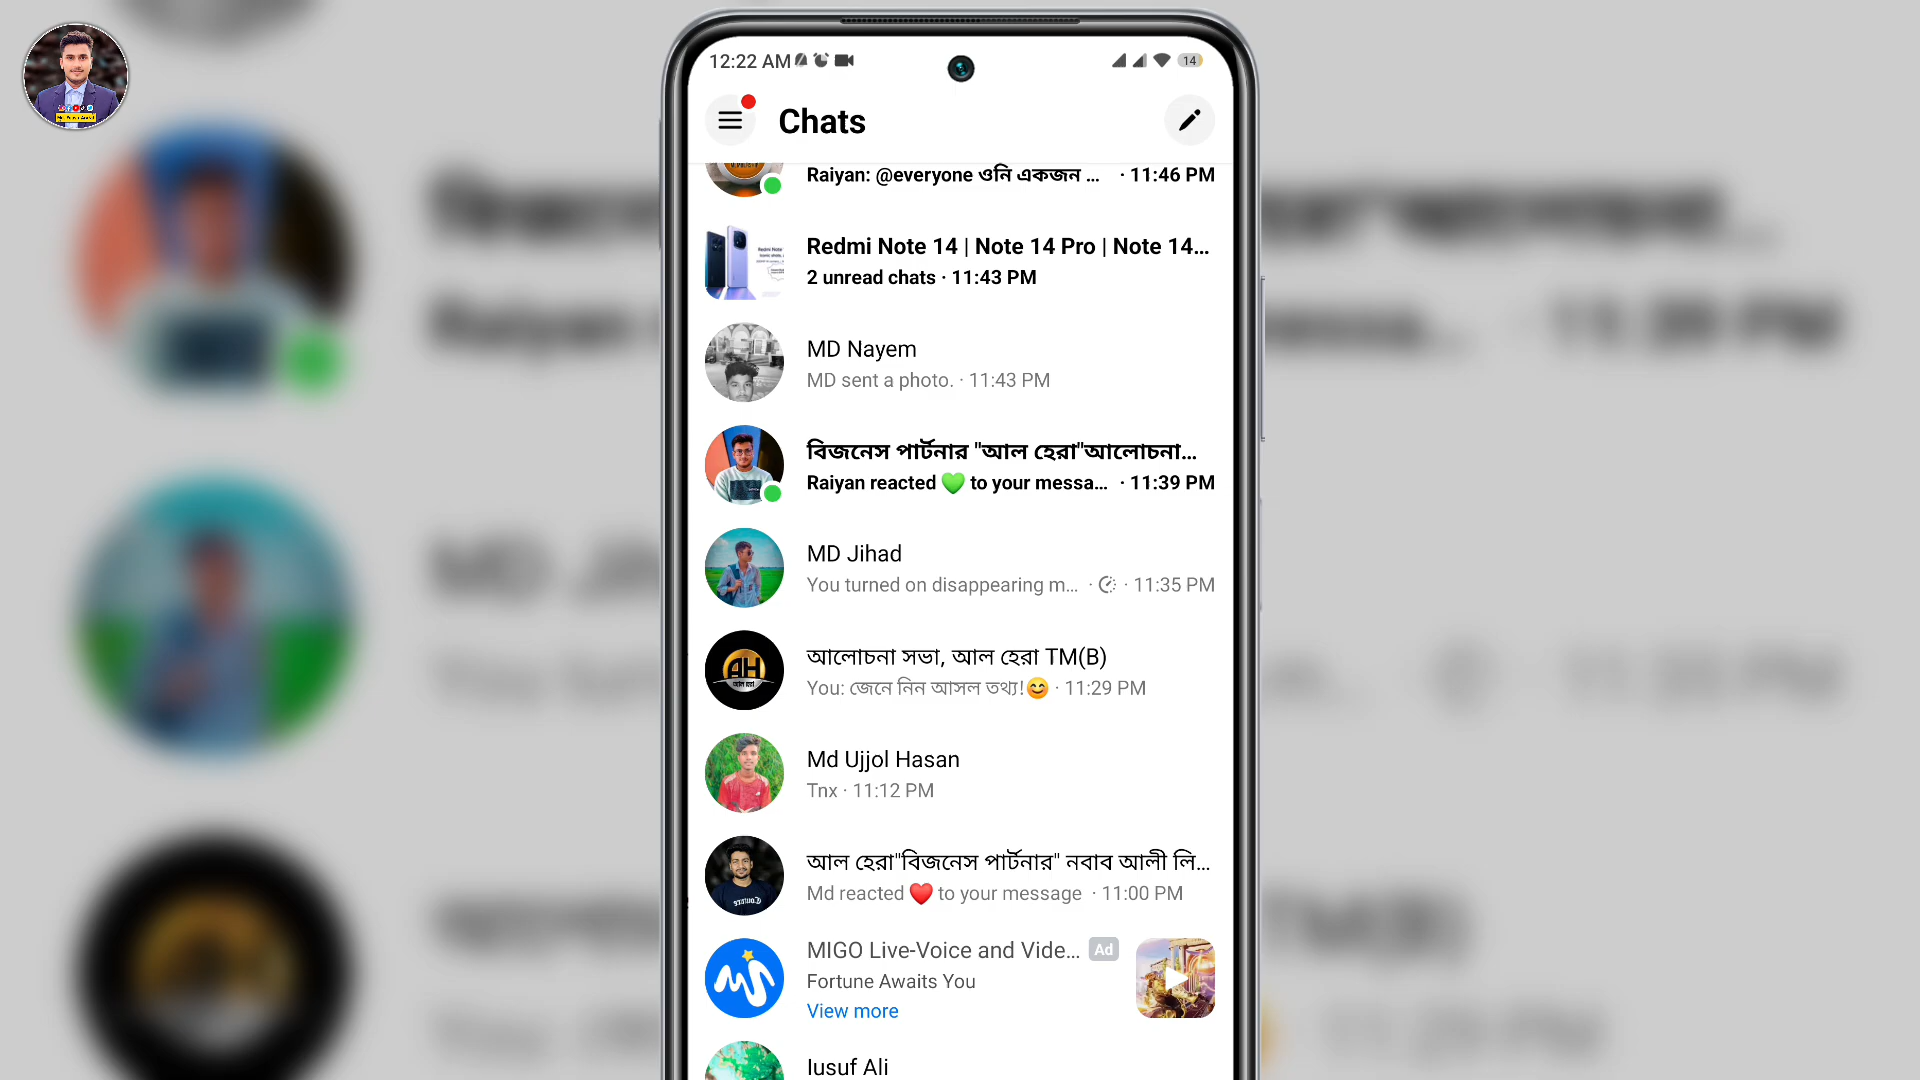 12:22 AM
14
Chats
Raiyan: @everyone ওনি একজন ... · 11:46 PM
Redmi Note 14 | Note 14 Pro | Note 14...
2 unread chats · 11:43 PM
MD Nayem
MD sent a photo. · 11:43 PM
বিজনেস পার্টনার "আল হেরা"আলোচনা...
Raiyan reacted 💚 to your messa... · 11:39 PM
MD Jihad
You turned on disappearing m... · · 11:35 PM
আলোচনা সভা, আল হেরা TM(B)
You: জেনে নিন আসল তথ্য!😊 · 11:29 PM
AH
আল হেরা
Md Ujjol Hasan
Tnx · 11:12 PM
আল হেরা"বিজনেস পার্টনার" নবাব আলী লি...
Md reacted ❤️ to your message · 11:00 PM
MIGO Live-Voice and Vide... Ad
Fortune Awaits You
View more
Iusuf Ali